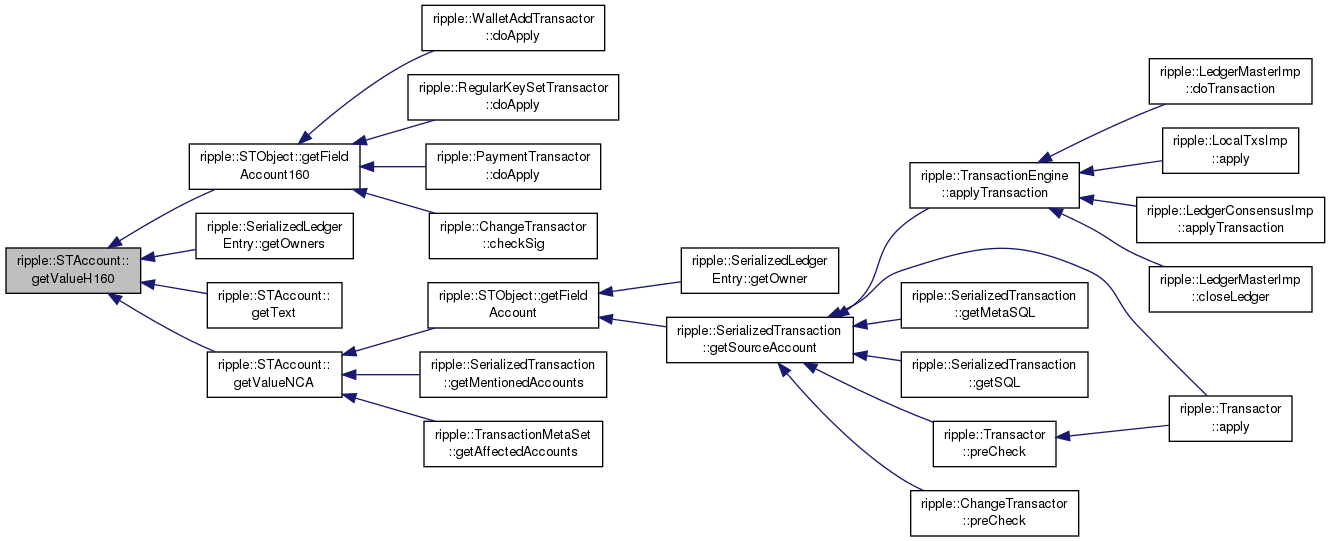 ripple::WalletAddTransactor
::doApply
ripple::RegularKeySetTransactor
::doApply
ripple::STObject::getField
Account160
ripple::PaymentTransactor
::doApply
ripple::ChangeTransactor
::checkSig
ripple::SerializedLedger
Entry::getOwners
ripple::STAccount::
getValueH160
ripple::STAccount::
getText
ripple::STAccount::
getValueNCA
ripple::STObject::getField
Account
ripple::SerializedTransaction
::getMentionedAccounts
ripple::TransactionMetaSet
::getAffectedAccounts
ripple::SerializedLedger
Entry::getOwner
ripple::SerializedTransaction
::getSourceAccount
ripple::TransactionEngine
::applyTransaction
ripple::SerializedTransaction
::getMetaSQL
ripple::SerializedTransaction
::getSQL
ripple::Transactor
::preCheck
ripple::ChangeTransactor
::preCheck
ripple::LedgerMasterImp
::doTransaction
ripple::LocalTxsImp
::apply
ripple::LedgerConsensusImp
::applyTransaction
ripple::LedgerMasterImp
::closeLedger
ripple::Transactor
::apply